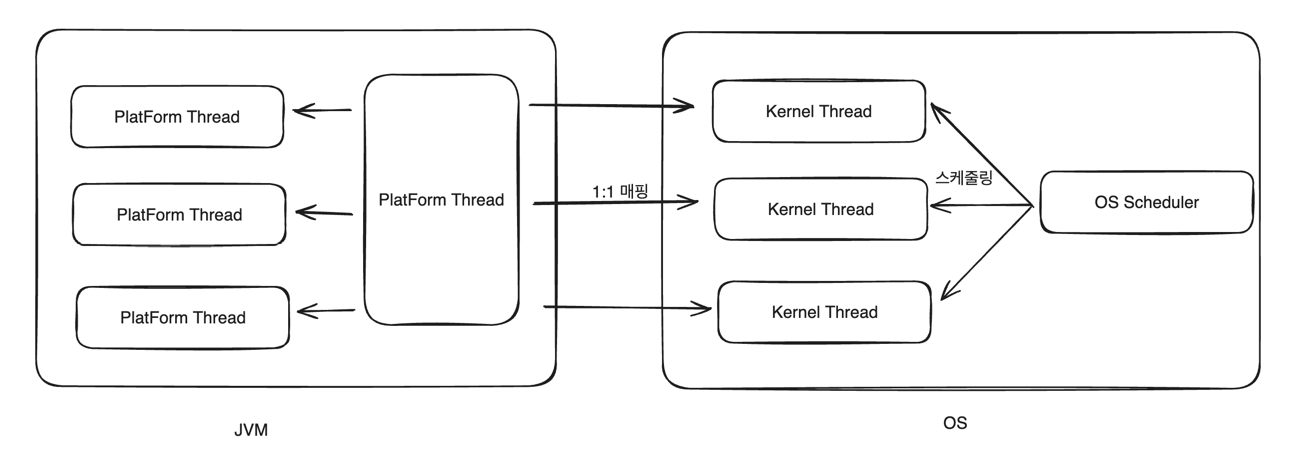 PlatForm Thread
PlatForm Thread
PlatForm Thread
PlatForm Thread
1:1 매핑
Kernel Thread
Kernel Thread
Kernel Thread
스케줄링
OS Scheduler
JVM
OS